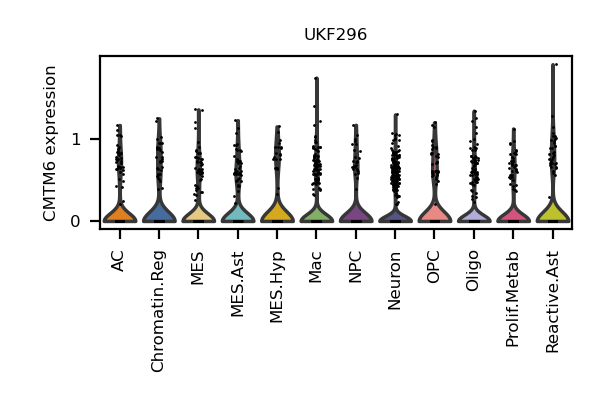 UKF296
CMTM6 expression
1
0
AC
Chromatin.Reg
MES
MES.Ast
MES.Hyp
Mac
NPC
Neuron
OPC
Oligo
Prolif.Metab
Reactive.Ast